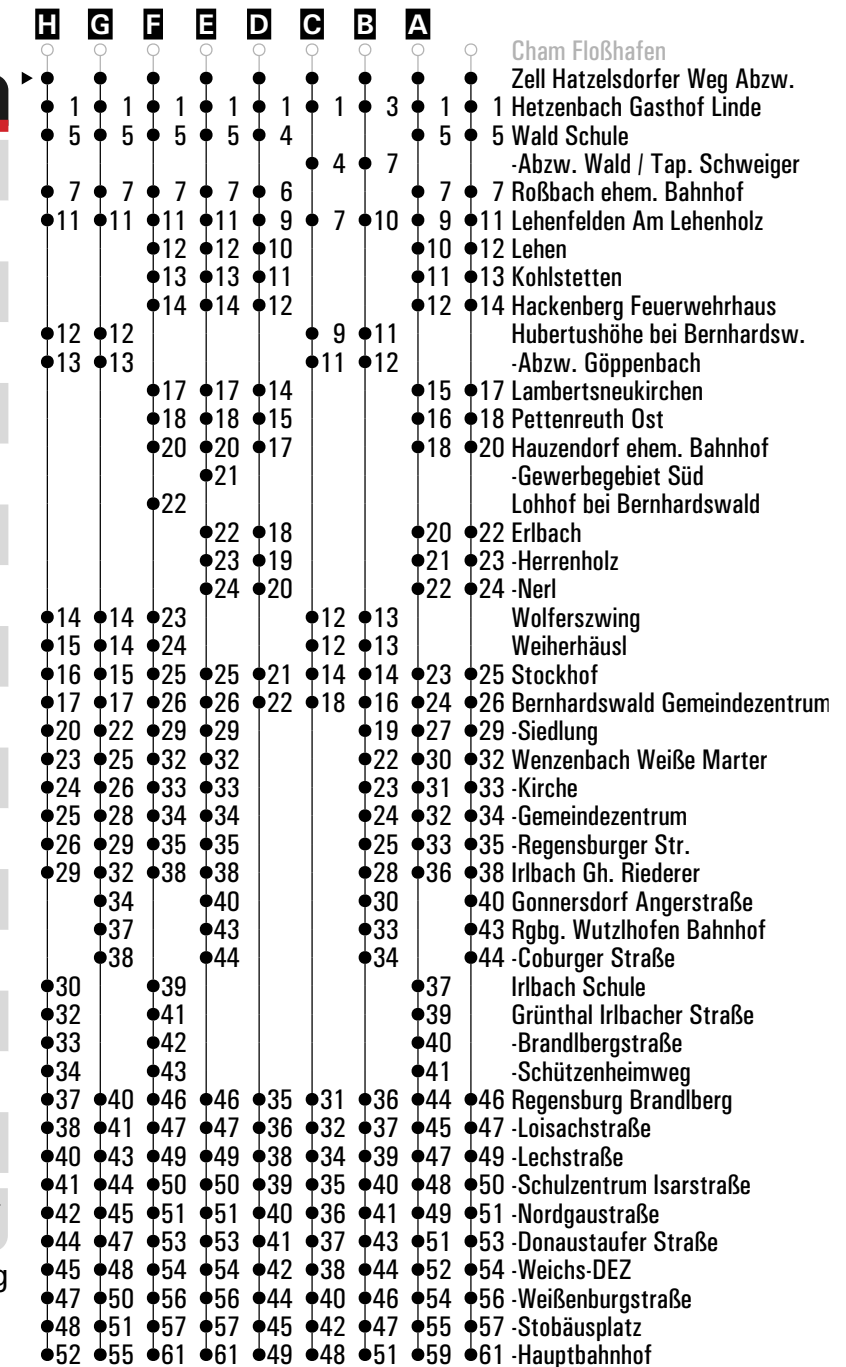 H G F E D C B A
Cham Floßhafen
Zell Hatzelsdorfer Weg Abzw.
1 1 1 1 1 1 3 1 1 Hetzenbach Gasthof Linde
5 5 5 5 4 5 5 Wald Schule
4 7 -Abzw. Wald / Tap. Schweiger
7 7 7 7 6 7 7 Roßbach ehem. Bahnhof
11 11 11 11 9 7 10 9 11 Lehenfelden Am Lehenholz
12 12 10 10 12 Lehen
13 13 11 11 13 Kohlstetten
14 14 12 12 14 Hackenberg Feuerwehrhaus
12 12 9 11 Hubertushöhe bei Bernhardsw.
13 13 11 12 -Abzw. Göppenbach
17 17 14 15 17 Lambertsneukirchen
18 18 15 16 18 Pettenreuth Ost
20 20 17 18 20 Hauzendorf ehem. Bahnhof
21 -Gewerbegebiet Süd
22 Lohhof bei Bernhardswald
22 18 20 22 Erlbach
23 19 21 23 -Herrenholz
24 20 22 24 -Nerl
14 14 23 12 13 Wolferszwing
15 14 24 12 13 Weiherhäusl
16 15 25 25 21 14 14 23 25 Stockhof
17 17 26 26 22 18 16 24 26 Bernhardswald Gemeindezentrum
20 22 29 29 19 27 29 -Siedlung
23 25 32 32 22 30 32 Wenzenbach Weiße Marter
24 26 33 33 23 31 33 -Kirche
25 28 34 34 24 32 34 -Gemeindezentrum
26 29 35 35 25 33 35 -Regensburger Str.
29 32 38 38 28 36 38 Irlbach Gh. Riederer
34 40 30 40 Gonnersdorf Angerstraße
37 43 33 43 Rgbg. Wutzlhofen Bahnhof
38 44 34 44 -Coburger Straße
30 39 37 Irlbach Schule
32 41 39 Grünthal Irlbacher Straße
33 42 40 -Brandlbergstraße
34 43 41 -Schützenheimweg
37 40 46 46 35 31 36 44 46 Regensburg Brandlberg
38 41 47 47 36 32 37 45 47 -Loisachstraße
40 43 49 49 38 34 39 47 49 -Lechstraße
41 44 50 50 39 35 40 48 50 -Schulzentrum Isarstraße
42 45 51 51 40 36 41 49 51 -Nordgaustraße
44 47 53 53 41 37 43 51 53 -Donaustaufer Straße
45 48 54 54 42 38 44 52 54 -Weichs-DEZ
47 50 56 56 44 40 46 54 56 -Weißenburgstraße
48 51 57 57 45 42 47 55 57 -Stobäusplatz
52 55 61 61 49 48 51 59 61 -Hauptbahnhof